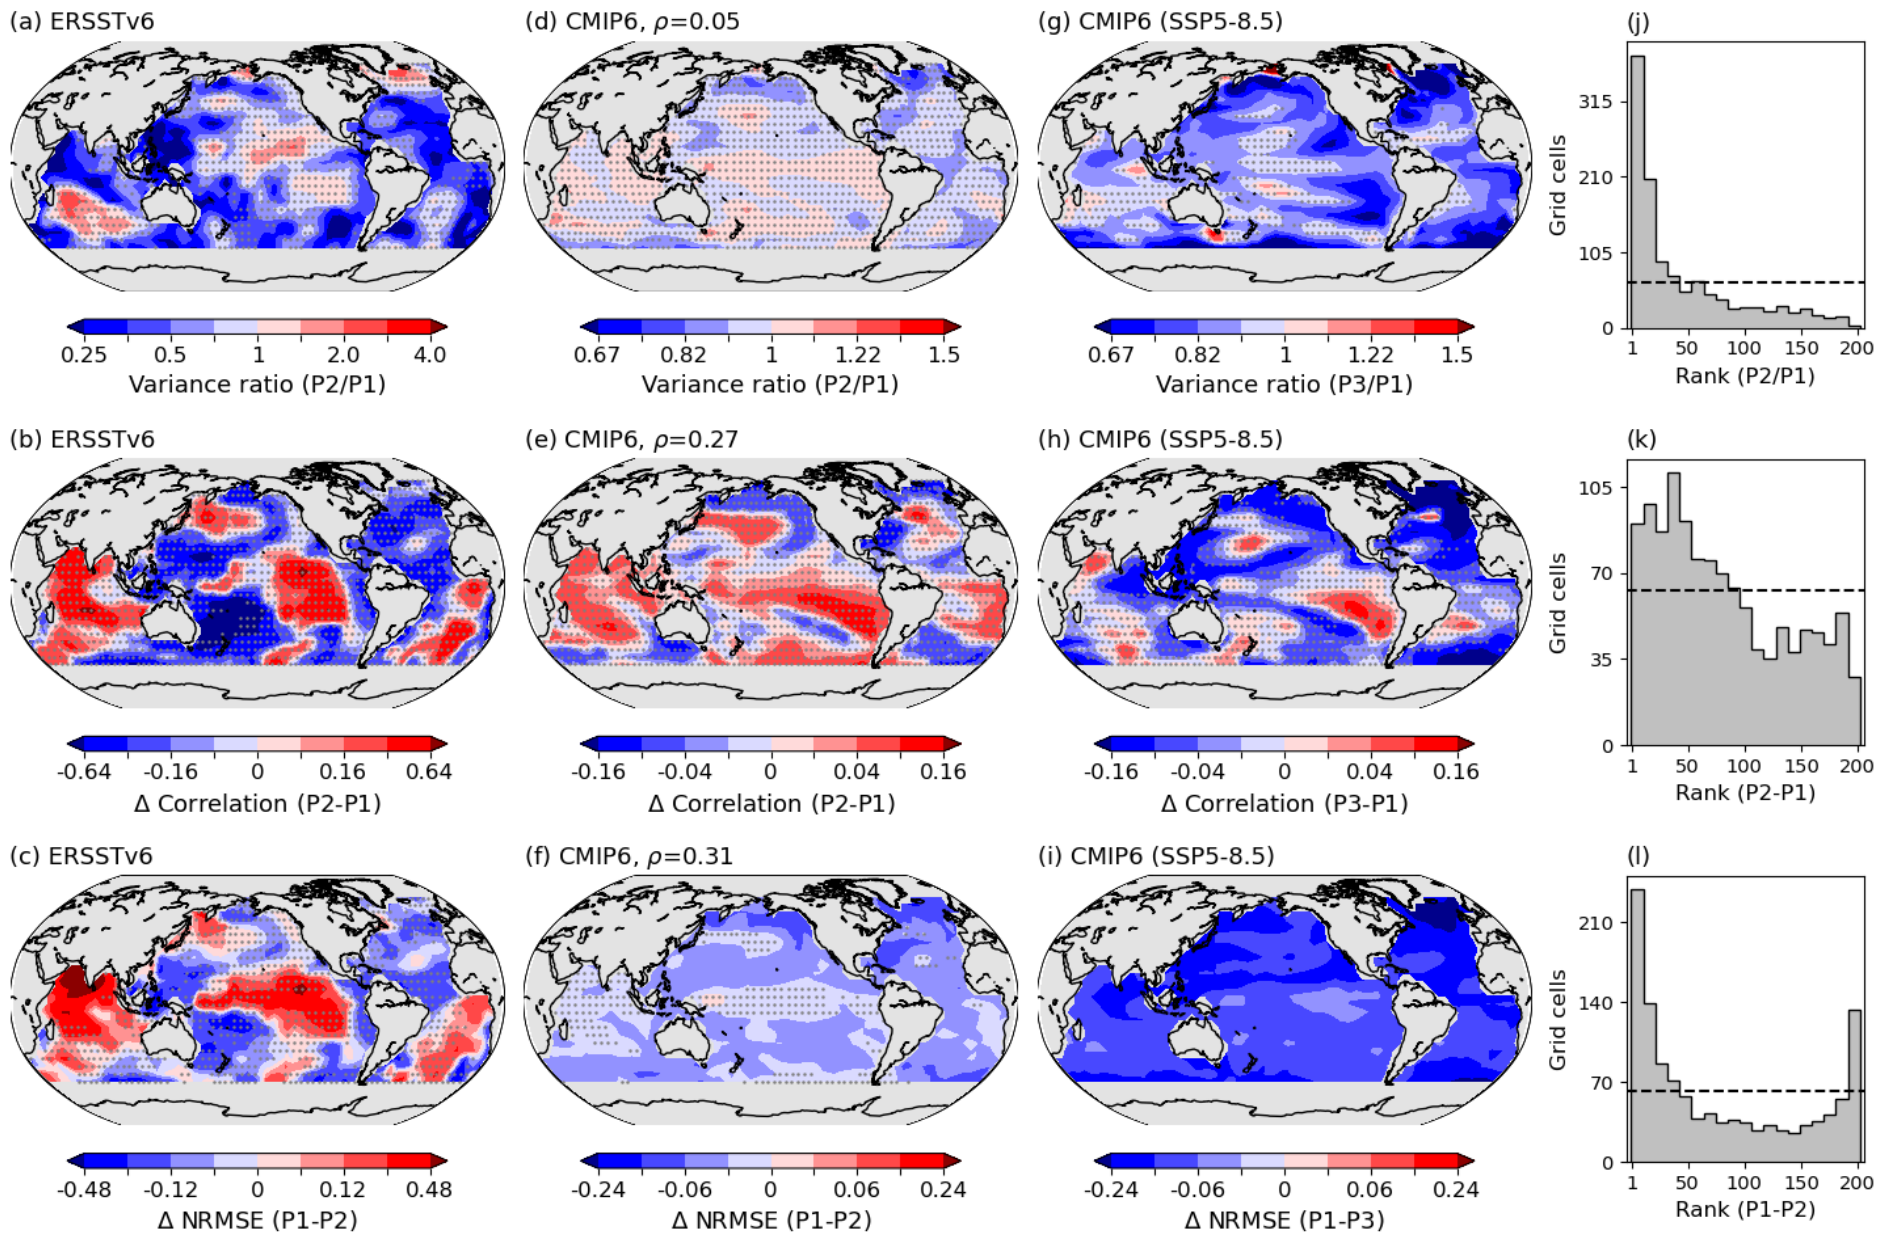 (a) ERSSTv6
0.25 0.5 1 2.0 4.0
Variance ratio (P2/P1)
(d) CMIP6, ρ=0.05
0.67 0.82 1 1.22 1.5
Variance ratio (P2/P1)
(g) CMIP6 (SSP5-8.5)
0.67 0.82 1 1.22 1.5
Variance ratio (P3/P1)
(j)
Grid cells
315
210
105
0
1 50 100 150 200
Rank (P2/P1)
(b) ERSSTv6
-0.64 -0.16 0 0.16 0.64
Δ Correlation (P2-P1)
(e) CMIP6, ρ=0.27
-0.16 -0.04 0 0.04 0.16
Δ Correlation (P2-P1)
(h) CMIP6 (SSP5-8.5)
-0.16 -0.04 0 0.04 0.16
Δ Correlation (P3-P1)
(k)
Grid cells
105
70
35
0
1 50 100 150 200
Rank (P2-P1)
(c) ERSSTv6
-0.48 -0.12 0 0.12 0.48
Δ NRMSE (P1-P2)
(f) CMIP6, ρ=0.31
-0.24 -0.06 0 0.06 0.24
Δ NRMSE (P1-P2)
(i) CMIP6 (SSP5-8.5)
-0.24 -0.06 0 0.06 0.24
Δ NRMSE (P1-P3)
(l)
Grid cells
210
140
70
0
1 50 100 150 200
Rank (P1-P2)